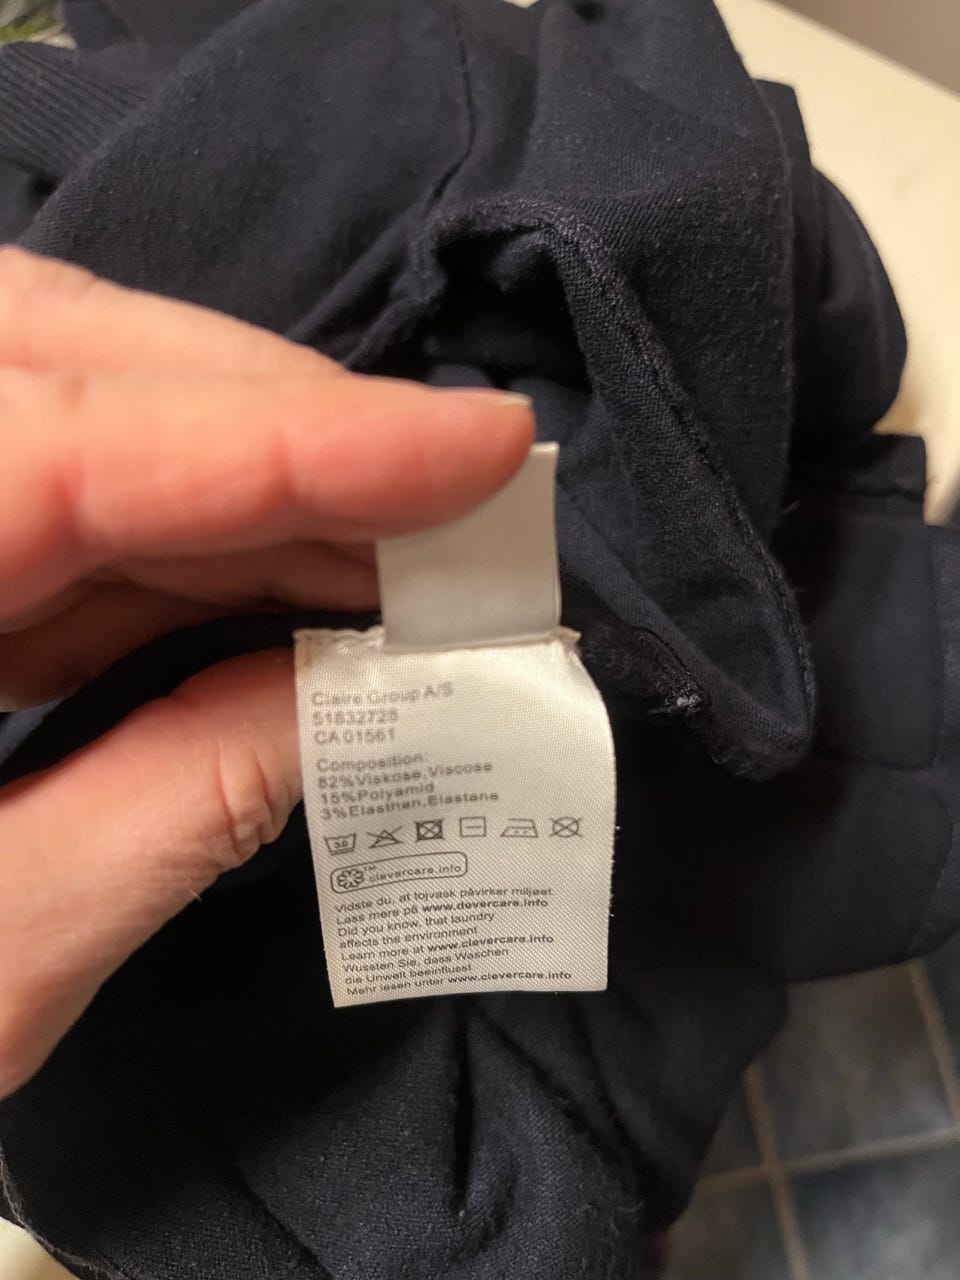 Claire Group A/S
51832725
CA 01561
Composition:
82%Viskose,Viscose
15%Polyamid
3%Elasthan,Elastane
30
TM
clevercare.info
Vidste du, at tøjvask påvirker miljøet
Læs mere på www.clevercare.info
Did you know, that laundry
affects the environment
Learn more at www.clevercare.info
Wussten Sie, dass Waschen
die Umwelt beeinflusst
Mehr lesen unter www.clevercare.info